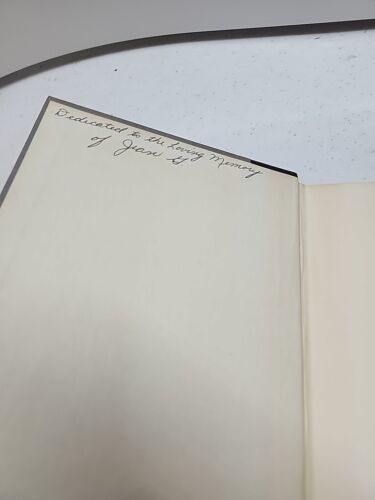 Dedicated to the Loving Memory
of Jean G